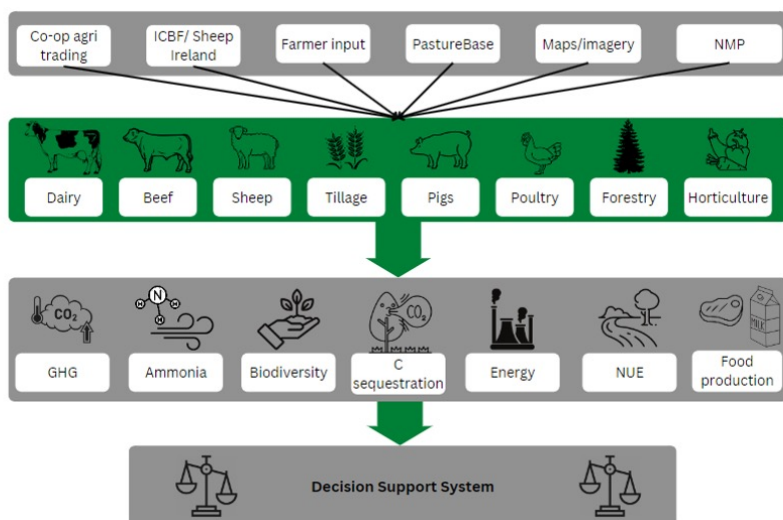 Co-op agri
trading
ICBF/ Sheep
Ireland
Farmer input
PastureBase
Maps/imagery
NMP
Dairy
Beef
Sheep
Tillage
Pigs
Poultry
Forestry
Horticulture
CO₂
N
H
H
H
CO₂
MILK
GHG
Ammonia
Biodiversity
C
sequestration
Energy
NUE
Food
production
Decision Support System